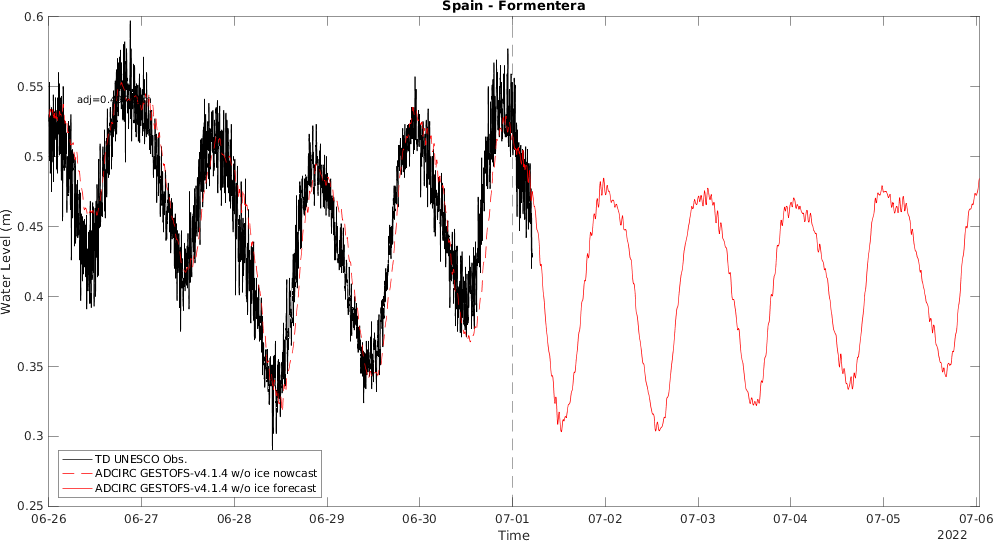 Spain - Formentera
0.6
0.55
0.5
0.45
0.4
0.35
0.3
0.25
Water Level (m)
adj=0.4
TD UNESCO Obs.
ADCIRC GESTOFS-v4.1.4 w/o ice nowcast
ADCIRC GESTOFS-v4.1.4 w/o ice forecast
06-26 06-27 06-28 06-29 06-30 07-01 07-02 07-03 07-04 07-05 07-06
Time
2022